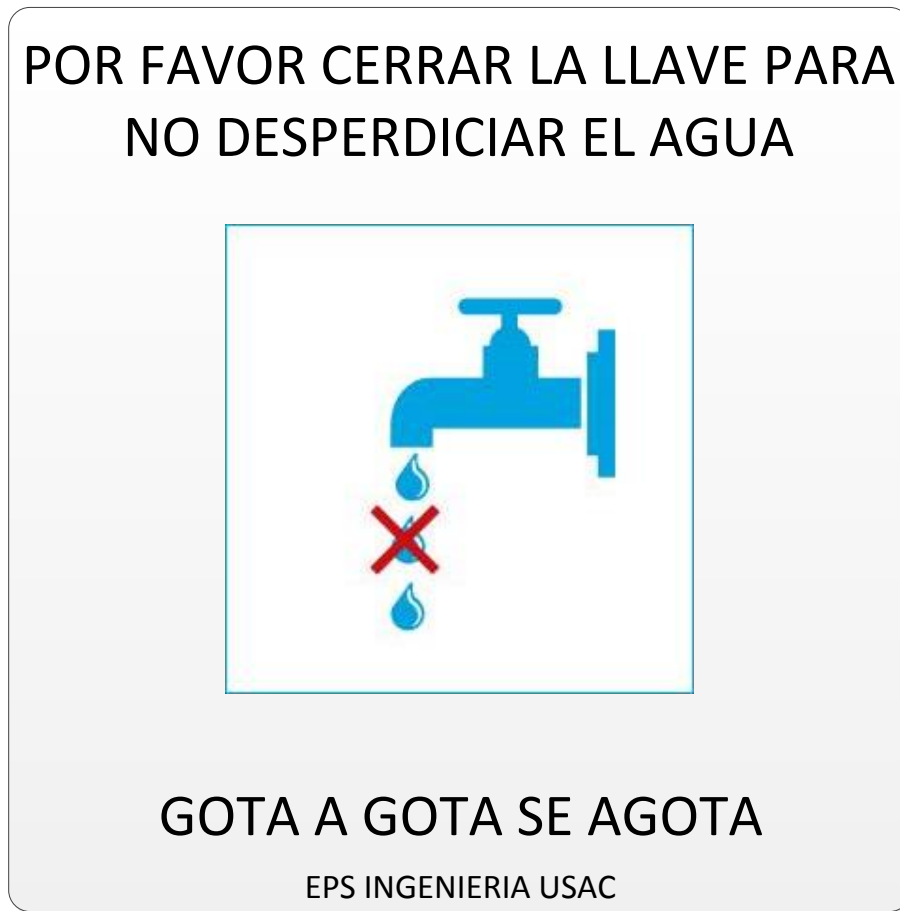 POR FAVOR CERRAR LA LLAVE PARA
NO DESPERDICIAR EL AGUA
GOTA A GOTA SE AGOTA
EPS INGENIERIA USAC